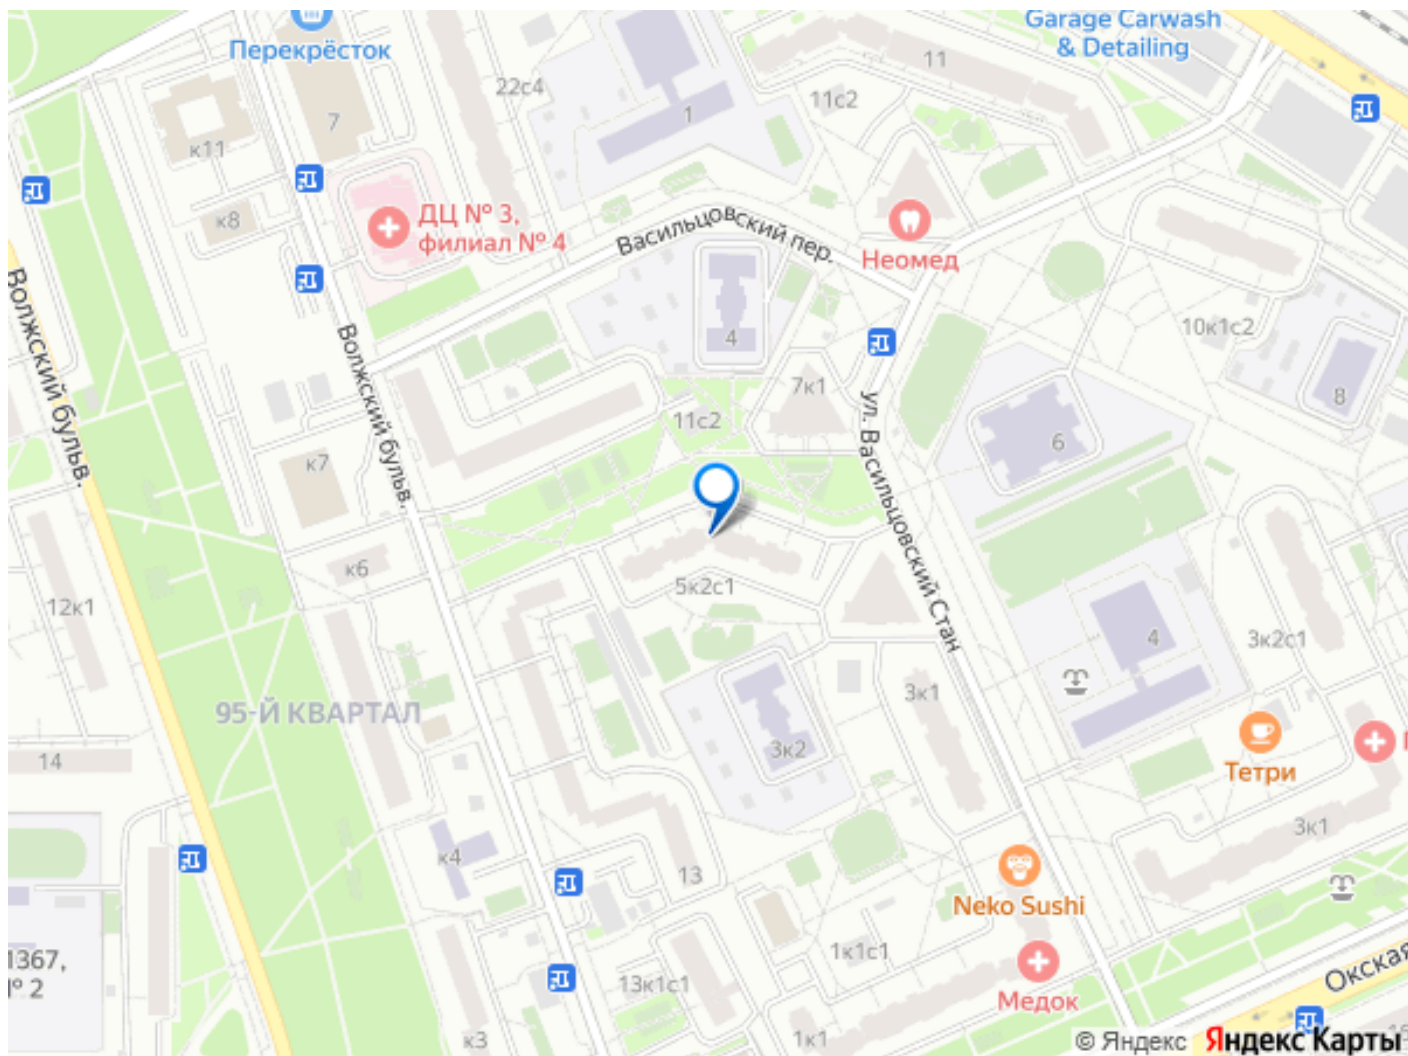 Перекрёсток
Garage Carwash
& Detailing
11
22с4
11с2
1
7
к11
к8
ДЦ № 3,
филиал № 4
Васильцовский пер.
Неомед
Волжский бульв.
Волжский бульв.
4
10к1с2
8
7к1
11с2
ул. Васильцовский Стан
6
к7
к6
5к2с1
12к1
4
3к2с1
3к1
95-Й КВАРТАЛ
14
3к2
Тетри
3к1
к4
13
Neko Sushi
1367,
№ 2
1к1с1
Медок
13к1с1
Окская
к3
1к1
© Яндекс Яндекс Карты